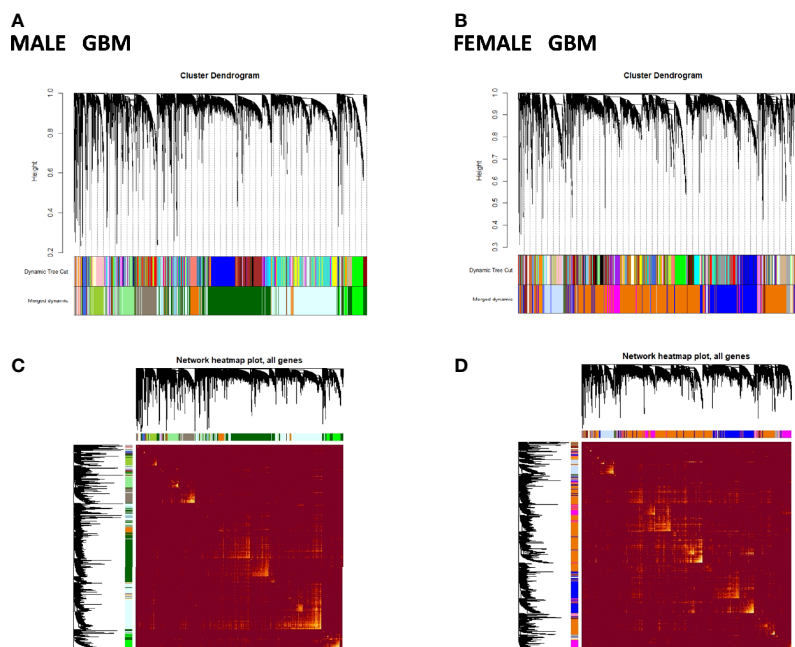 A
MALE GBM
Cluster Dendrogram
Height
1.0
0.8
0.6
0.4
0.2
Dynamic Tree Cut
Merged dynamic
B
FEMALE GBM
Cluster Dendrogram
Height
1.0
0.9
0.8
0.7
0.6
0.5
0.4
0.3
Dynamic Tree Cut
Merged dynamic
C
Network heatmap plot, all genes
D
Network heatmap plot, all genes